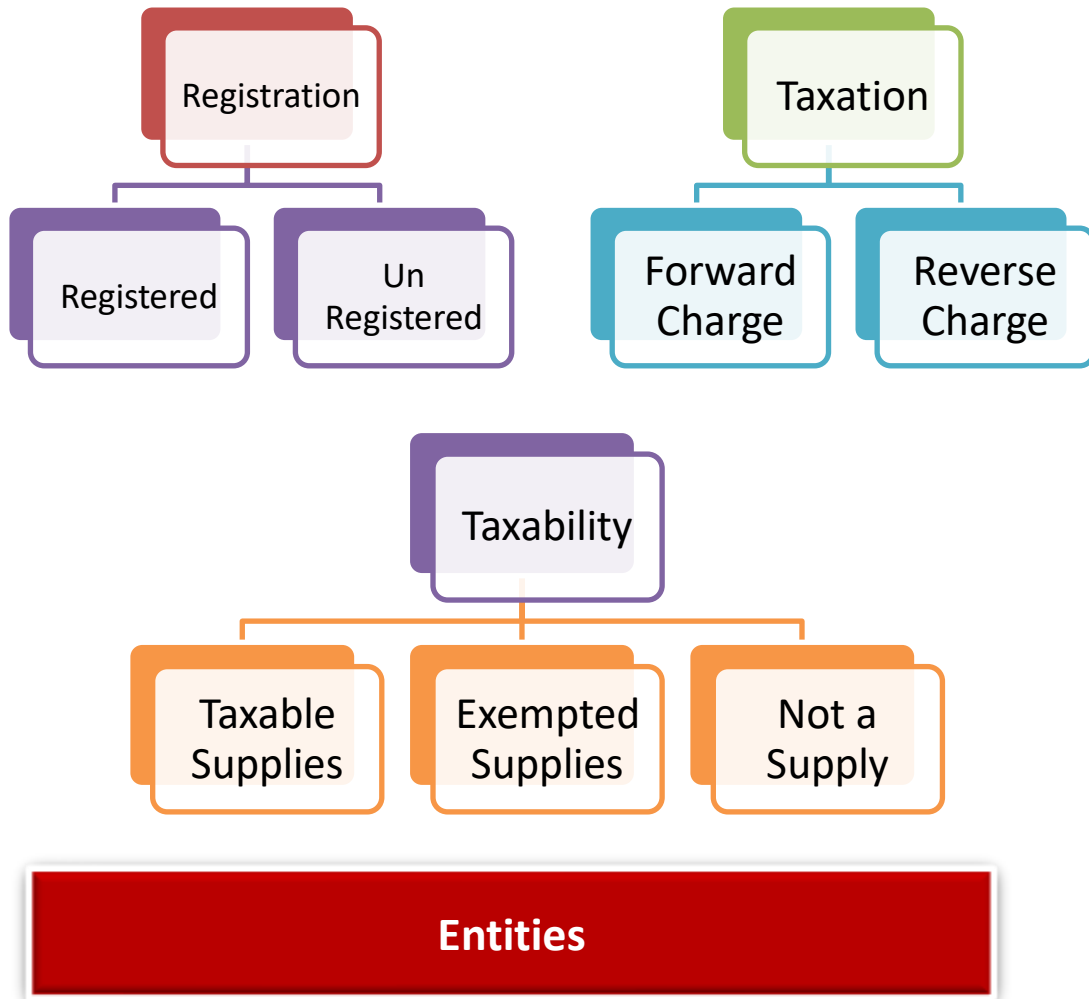 Registration
Registered
Un
Registered
Taxation
Forward
Charge
Reverse
Charge
Taxability
Taxable
Supplies
Exempted
Supplies
Not a
Supply
Entities